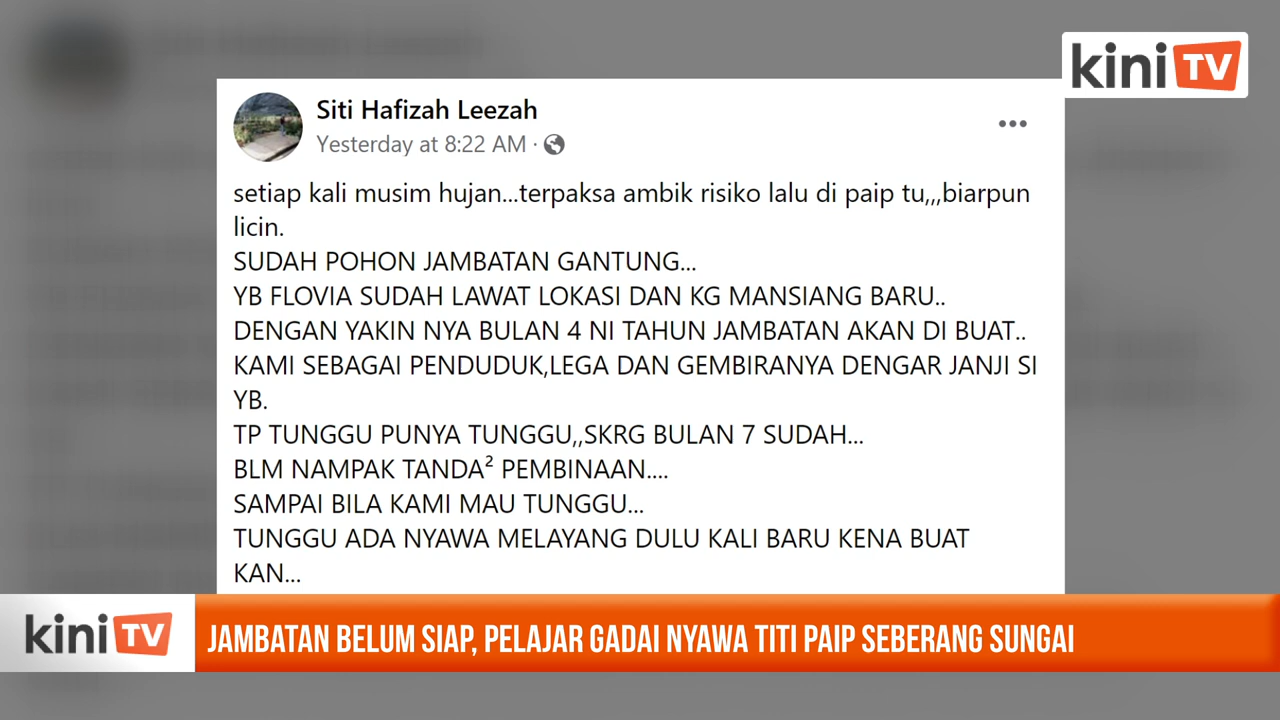 kini TV
Siti Hafizah Leezah
Yesterday at 8:22 AM ·
setiap kali musim hujan...terpaksa ambik risiko lalu di paip tu,,,biarpun
licin.
SUDAH POHON JAMBATAN GANTUNG...
YB FLOVIA SUDAH LAWAT LOKASI DAN KG MANSIANG BARU..
DENGAN YAKIN NYA BULAN 4 NI TAHUN JAMBATAN AKAN DI BUAT..
KAMI SEBAGAI PENDUDUK,LEGA DAN GEMBIRANYA DENGAR JANJI SI
YB.
TP TUNGGU PUNYA TUNGGU,,SKRG BULAN 7 SUDAH...
BLM NAMPAK TANDA² PEMBINAAN....
SAMPAI BILA KAMI MAU TUNGGU...
TUNGGU ADA NYAWA MELAYANG DULU KALI BARU KENA BUAT
KAN...
kini TV
JAMBATAN BELUM SIAP, PELAJAR GADAI NYAWA TITI PAIP SEBERANG SUNGAI